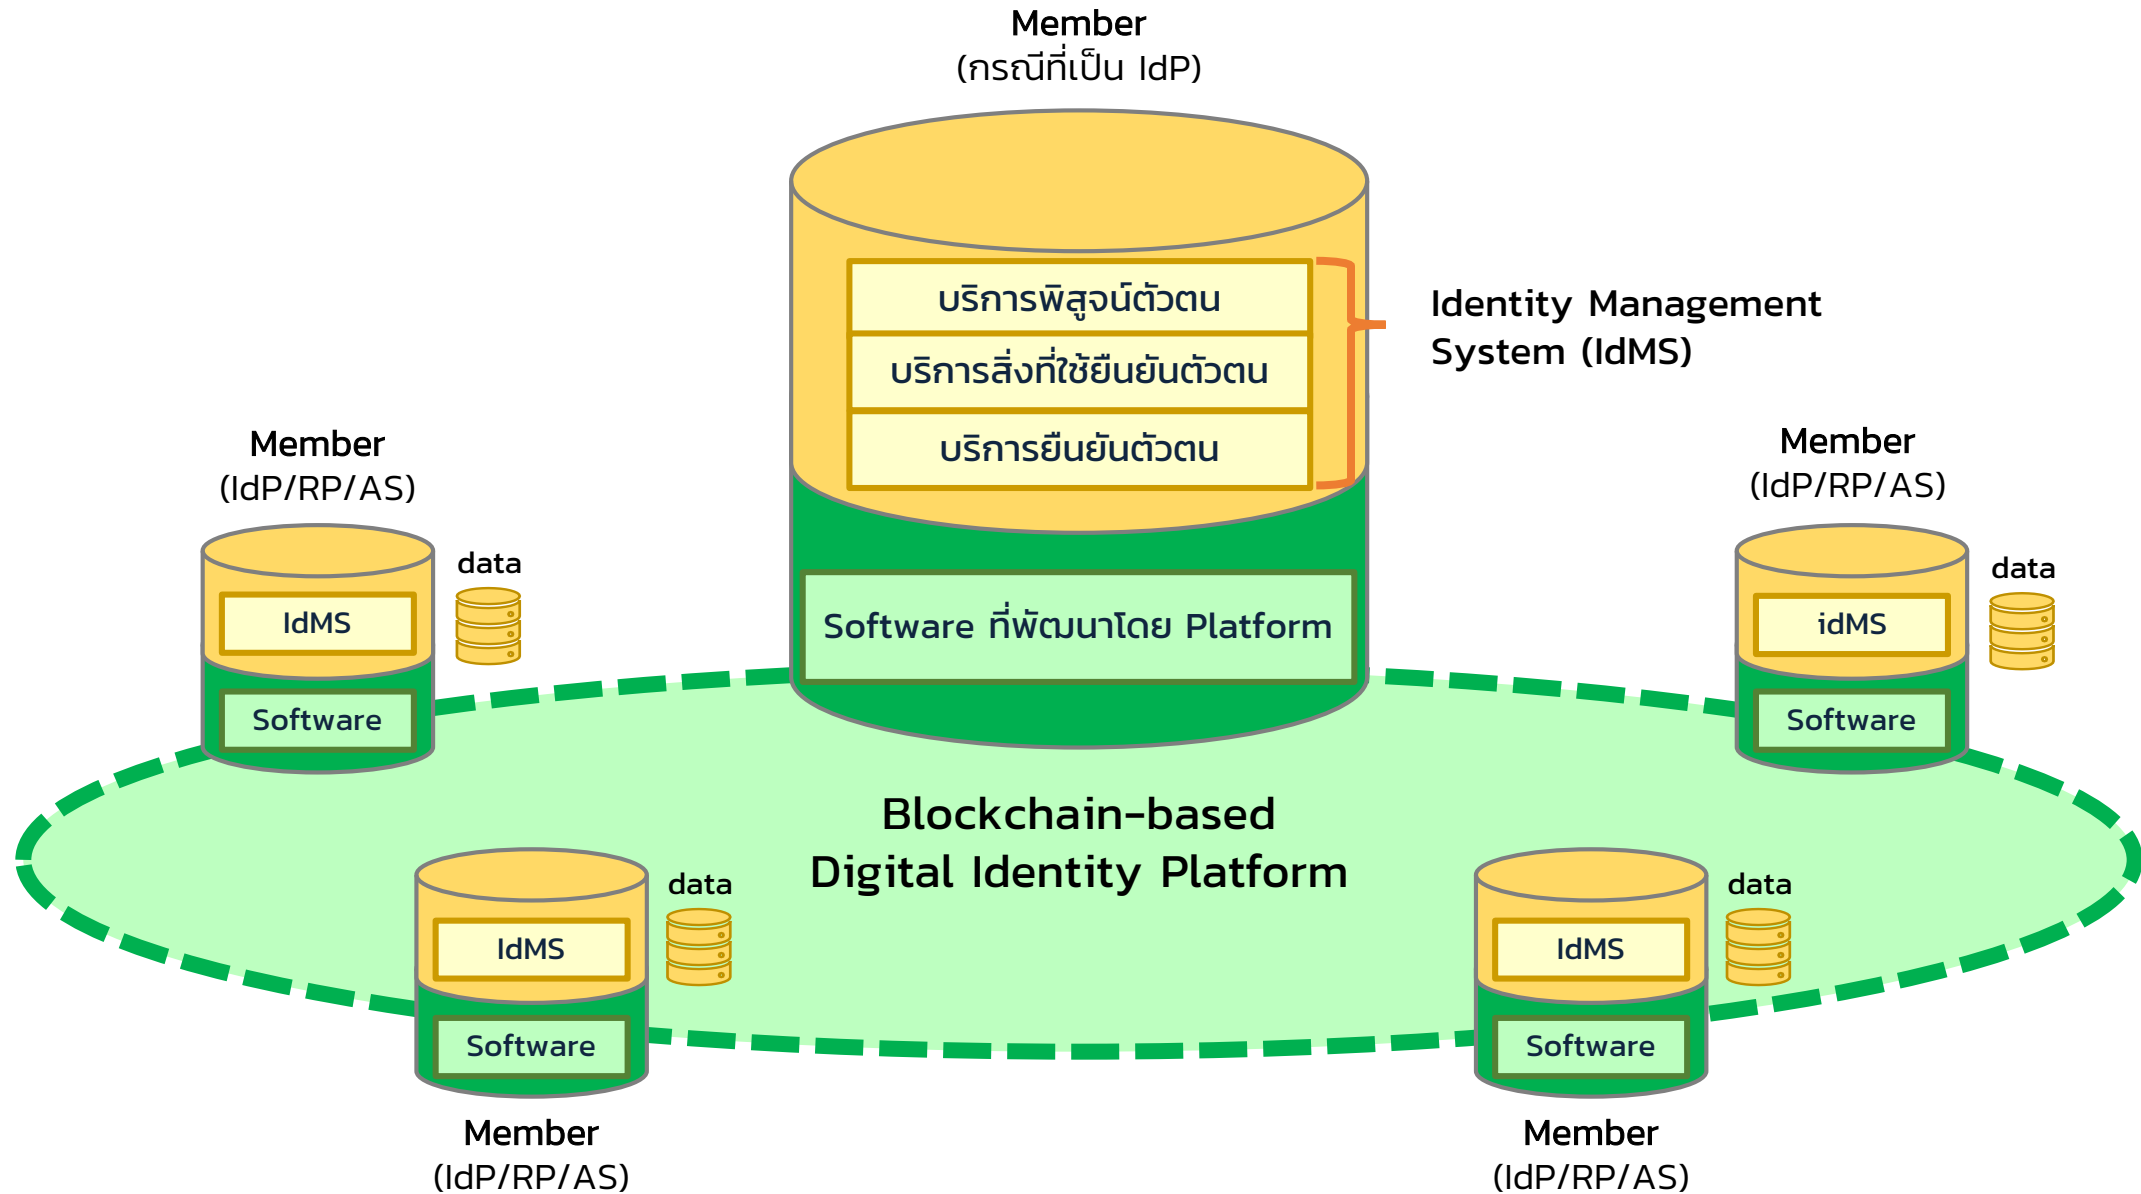 Member
(กรณีที่เป็น IdP)
บริการพิสูจน์ตัวตน
บริการสิ่งที่ใช้ยืนยันตัวตน
บริการยืนยันตัวตน
Identity Management
System (IdMS)
Software ที่พัฒนาโดย Platform
Member
(IdP/RP/AS)
data
IdMS
Software
Member
(IdP/RP/AS)
data
idMS
Software
Blockchain-based
Digital Identity Platform
data
IdMS
Software
Member
(IdP/RP/AS)
data
IdMS
Software
Member
(IdP/RP/AS)